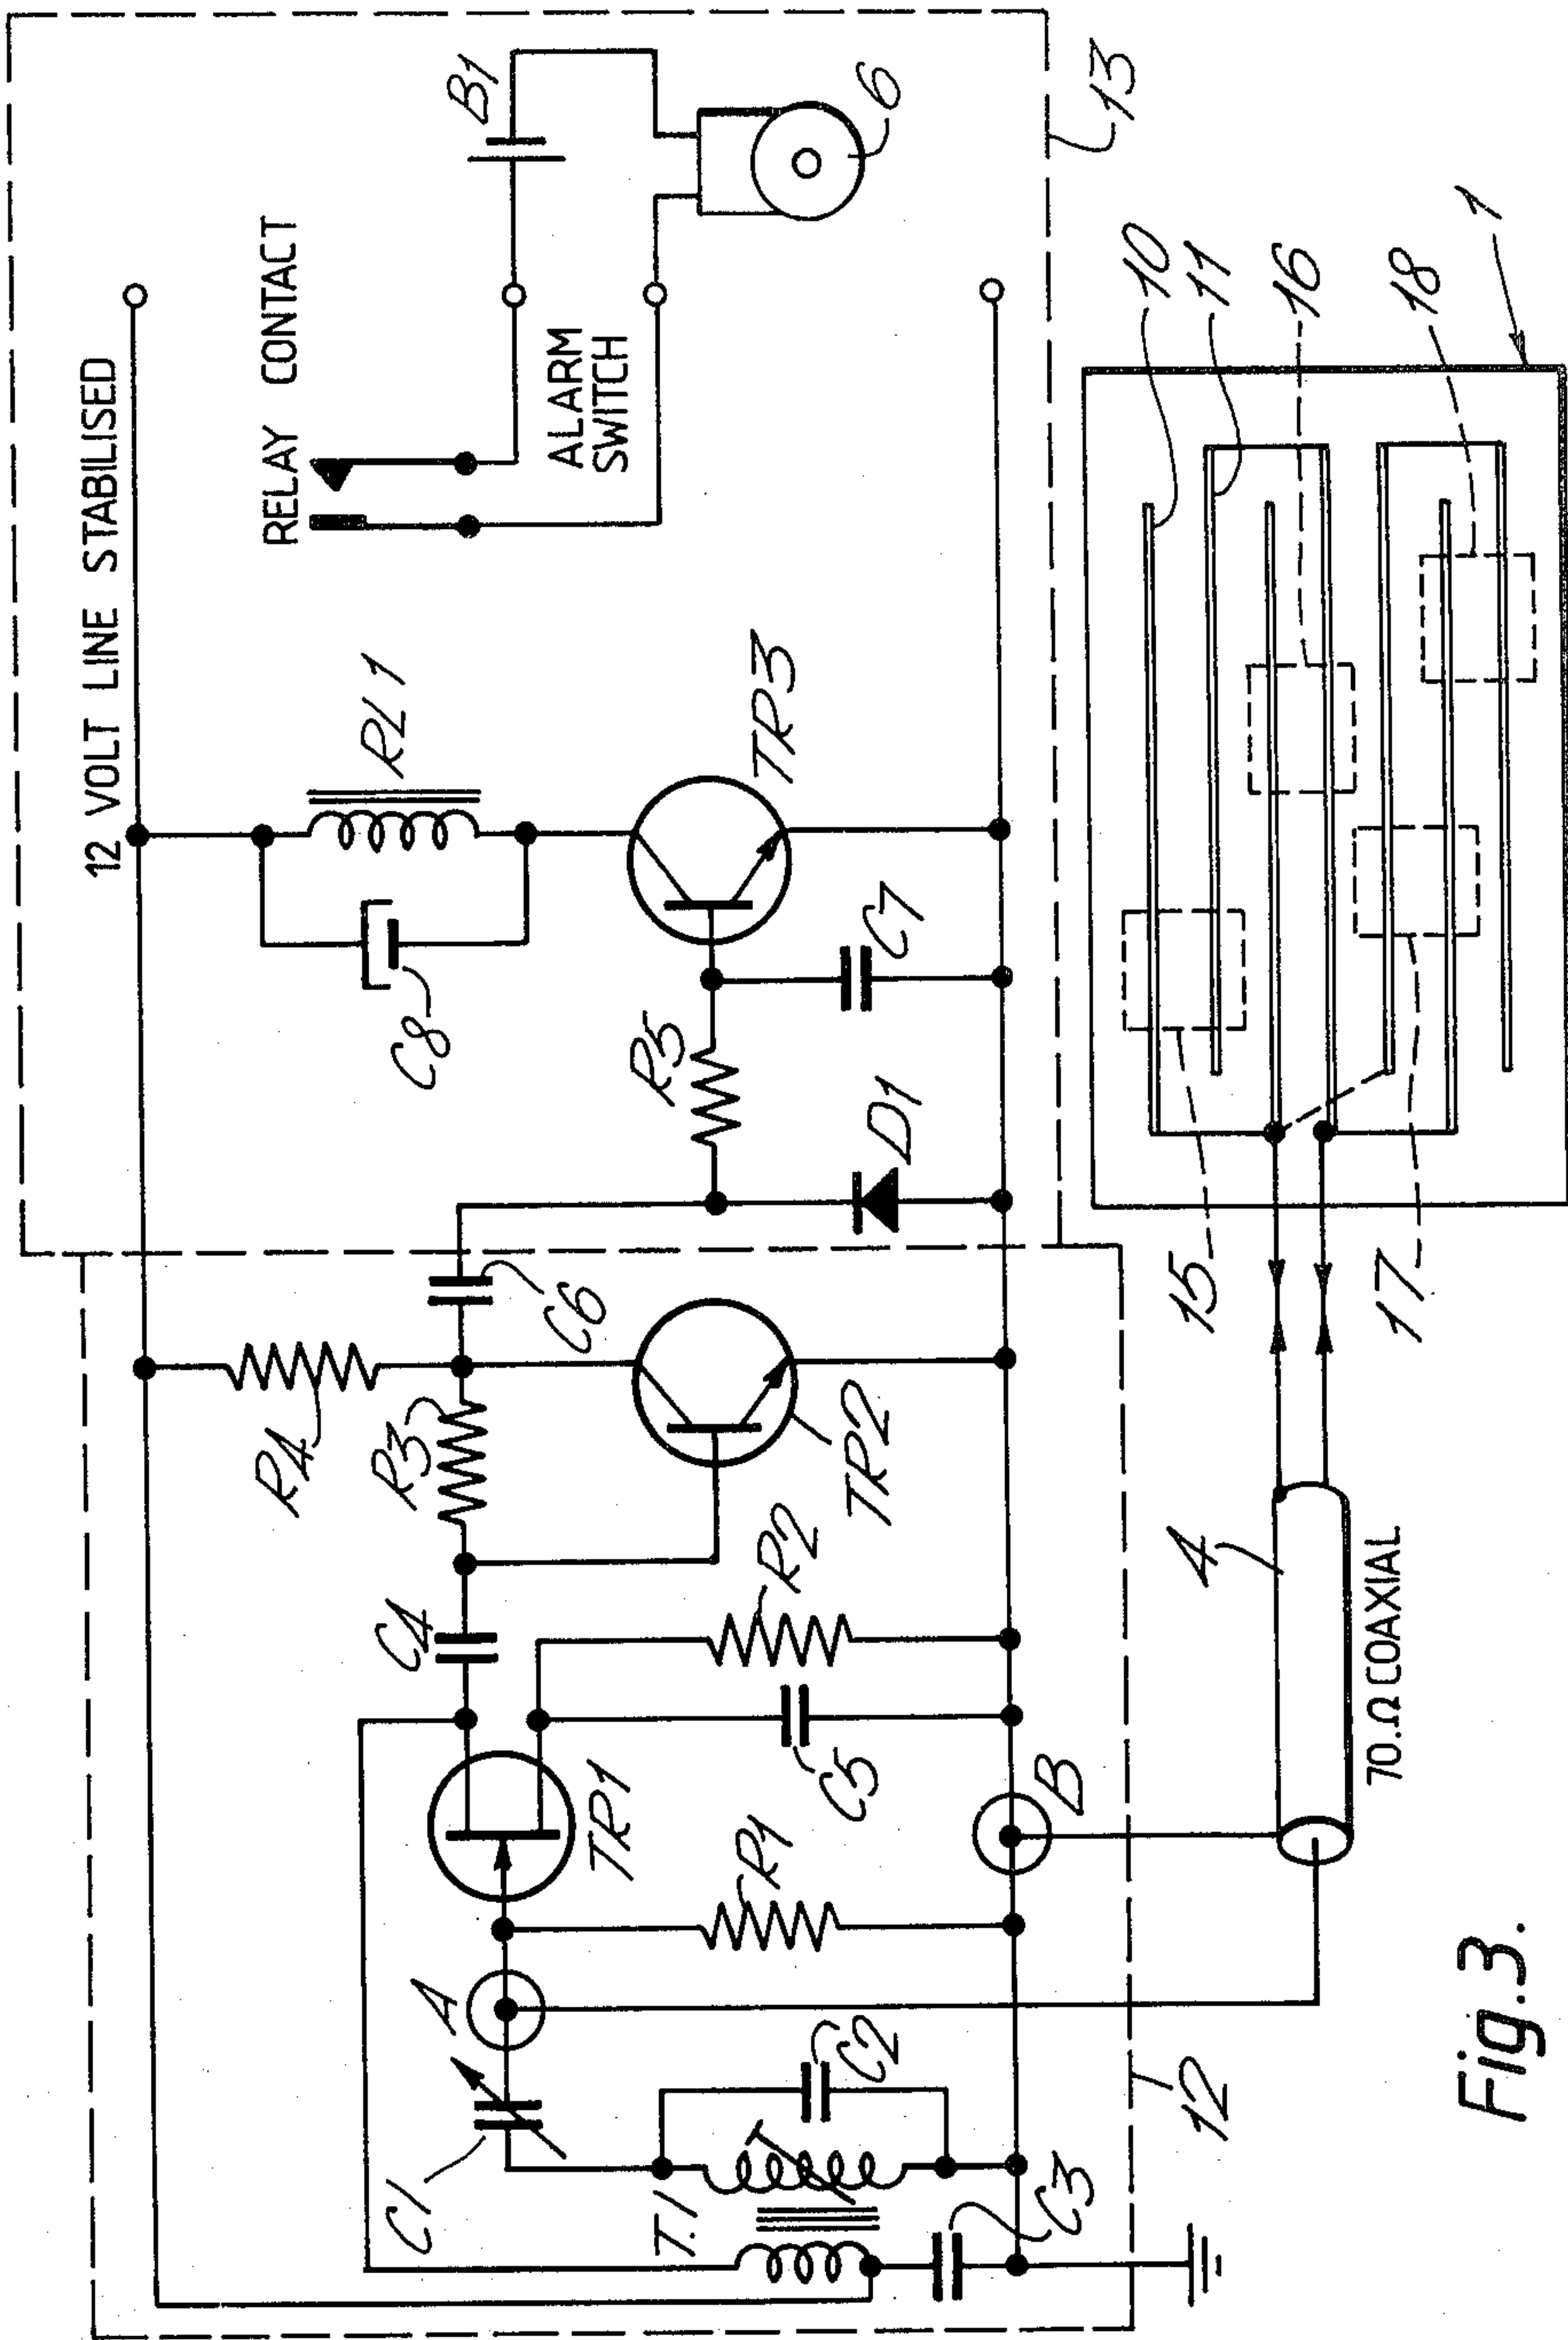 12 VOLT LINE STABILISED
RELAY CONTACT
B1
ALARM
SWITCH
6
13
RL1
C8
TR3
R5
C7
D1
R4
R3
C6
TR2
C4
R2
TR1
C5
R1
A
B
C1
T.1
C2
C3
12
4
70.Ω COAXIAL
10
11
16
18
1
15
17
Fig.3.